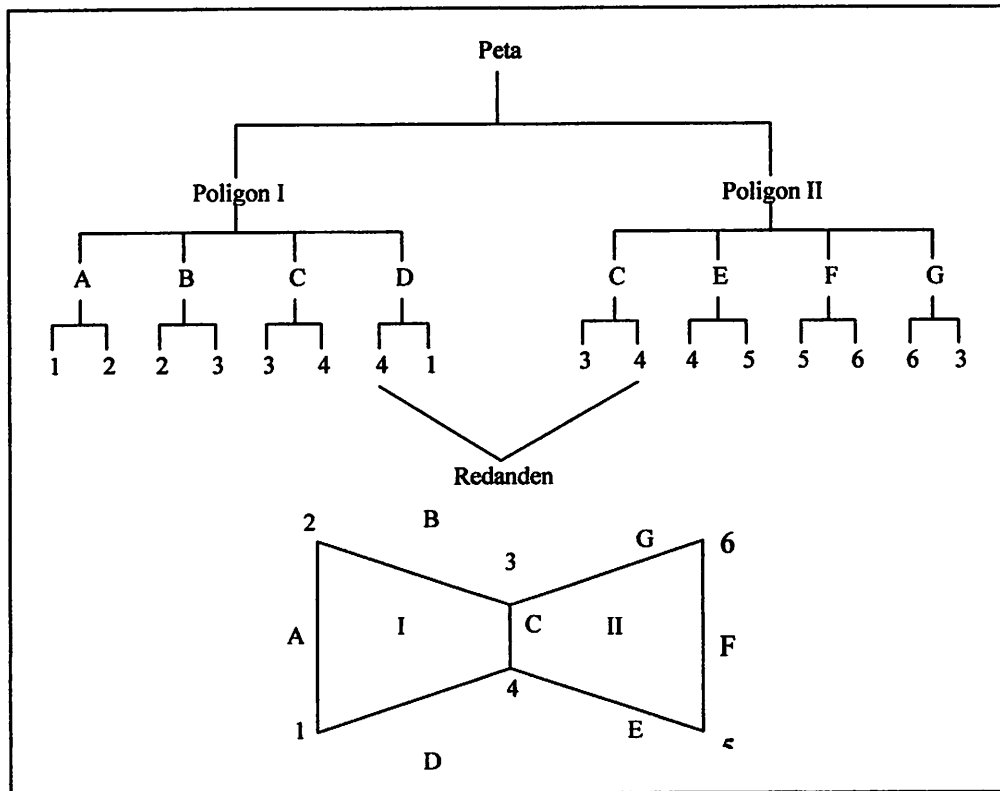 Peta
Poligon I Poligon II
A B C D C E F G
1 2 2 3 3 4 4 1 3 4 4 5 5 6 6 3
Redanden
2 B G 6
3
A I C II F
4
1 E 5
D